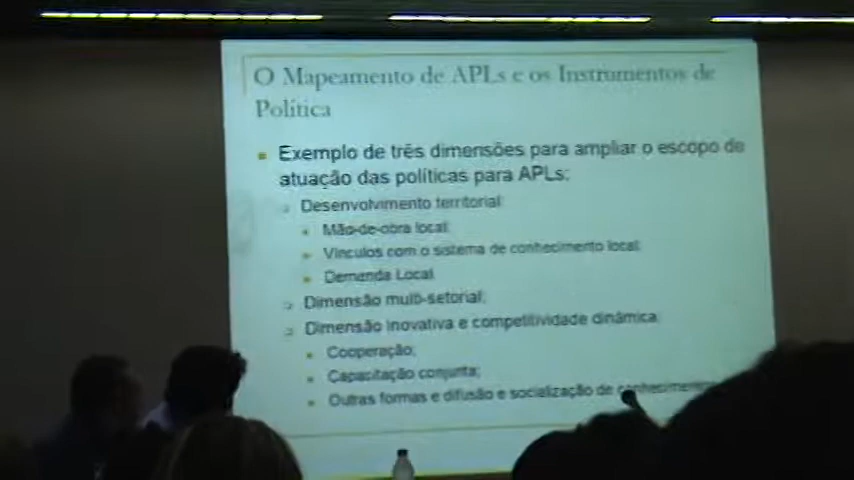 O Mapeamento de APLs e os Instrumentos de
Política
Exemplo de três dimensões para ampliar o escopo de
atuação das políticas para APLs:
Desenvolvimento territorial
Mão-de-obra local;
Vínculos com o sistema de conhecimento local;
Demanda Local.
Dimensão multi-setorial;
Dimensão inovativa e competitividade dinâmica
Cooperação;
Capacitação conjunta;
Outras formas e difusão e socialização de conhecimento